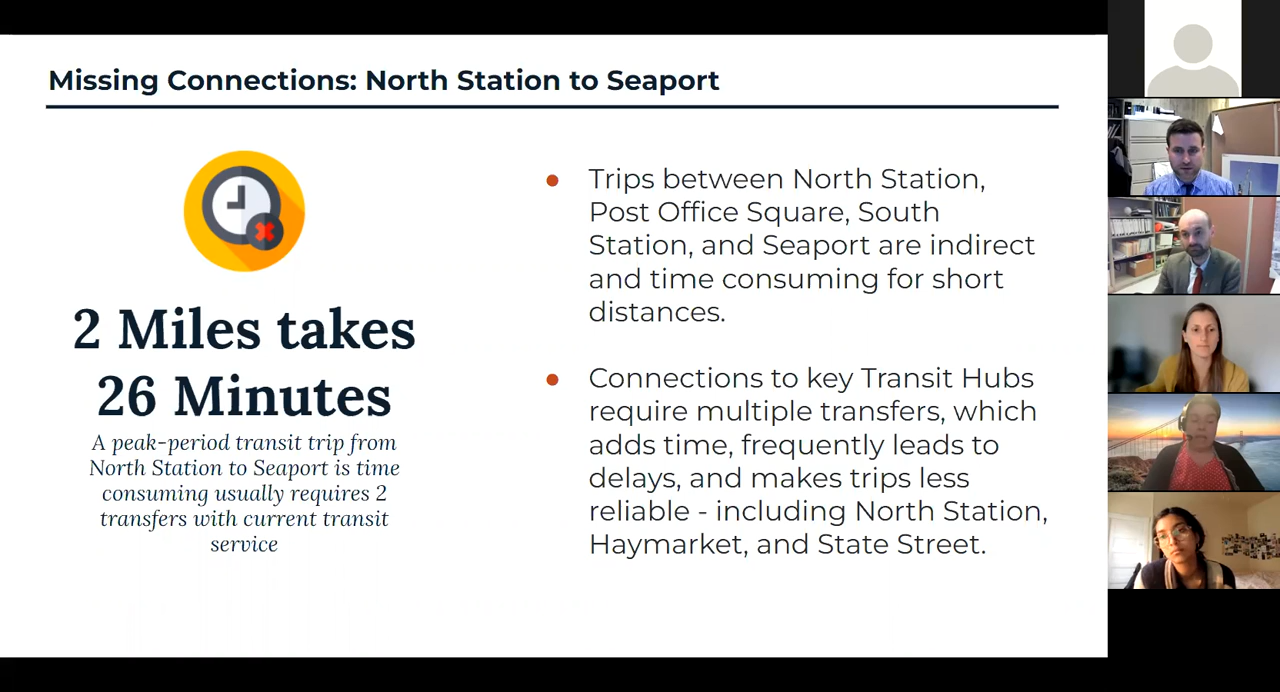 Missing Connections: North Station to Seaport
2 Miles takes
26 Minutes
A peak-period transit trip from
North Station to Seaport is time
consuming usually requires 2
transfers with current transit
service
● Trips between North Station,
Post Office Square, South
Station, and Seaport are indirect
and time consuming for short
distances.
● Connections to key Transit Hubs
require multiple transfers, which
adds time, frequently leads to
delays, and makes trips less
reliable - including North Station,
Haymarket, and State Street.